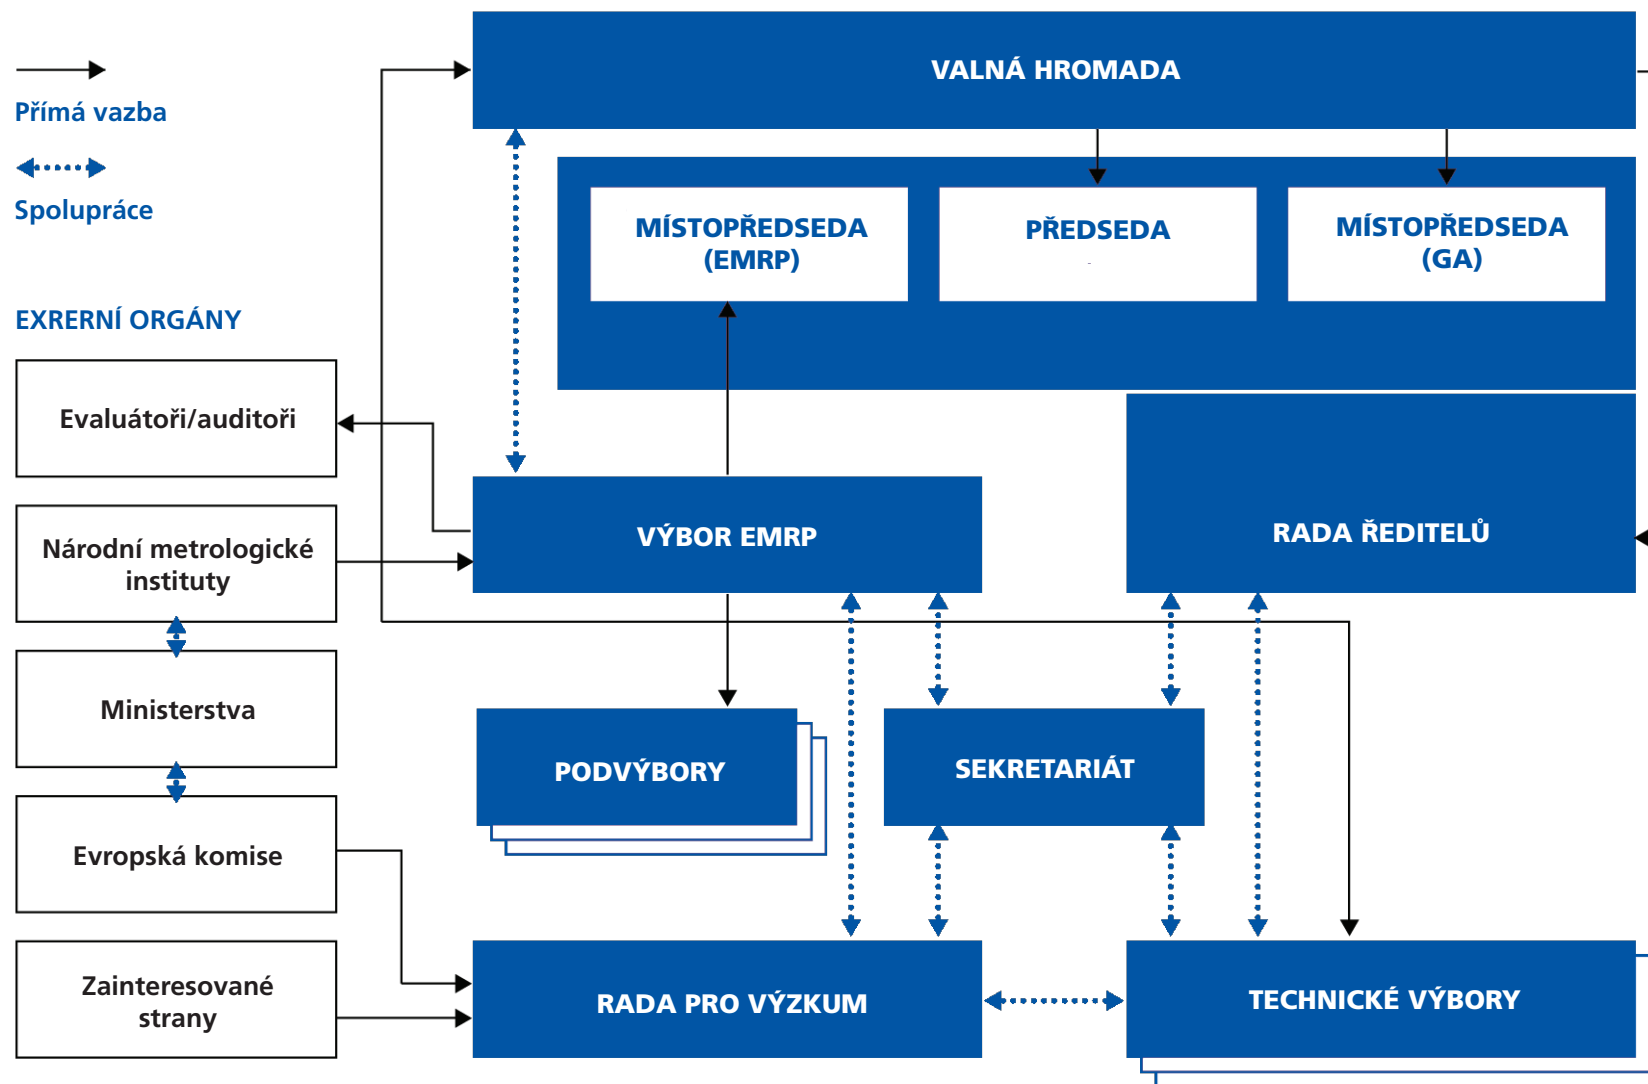 VALNÁ HROMADA
Přímá vazba
Spolupráce
MÍSTOPŘEDSEDA
(EMRP)
PŘEDSEDA
MÍSTOPŘEDSEDA
(GA)
EXRERNÍ ORGÁNY
Evaluátoři/auditoři
Národní metrologické
instituty
Ministerstva
Evropská komise
Zainteresované
strany
VÝBOR EMRP
RADA ŘEDITELŮ
PODVÝBORY
SEKRETARIÁT
RADA PRO VÝZKUM
TECHNICKÉ VÝBORY